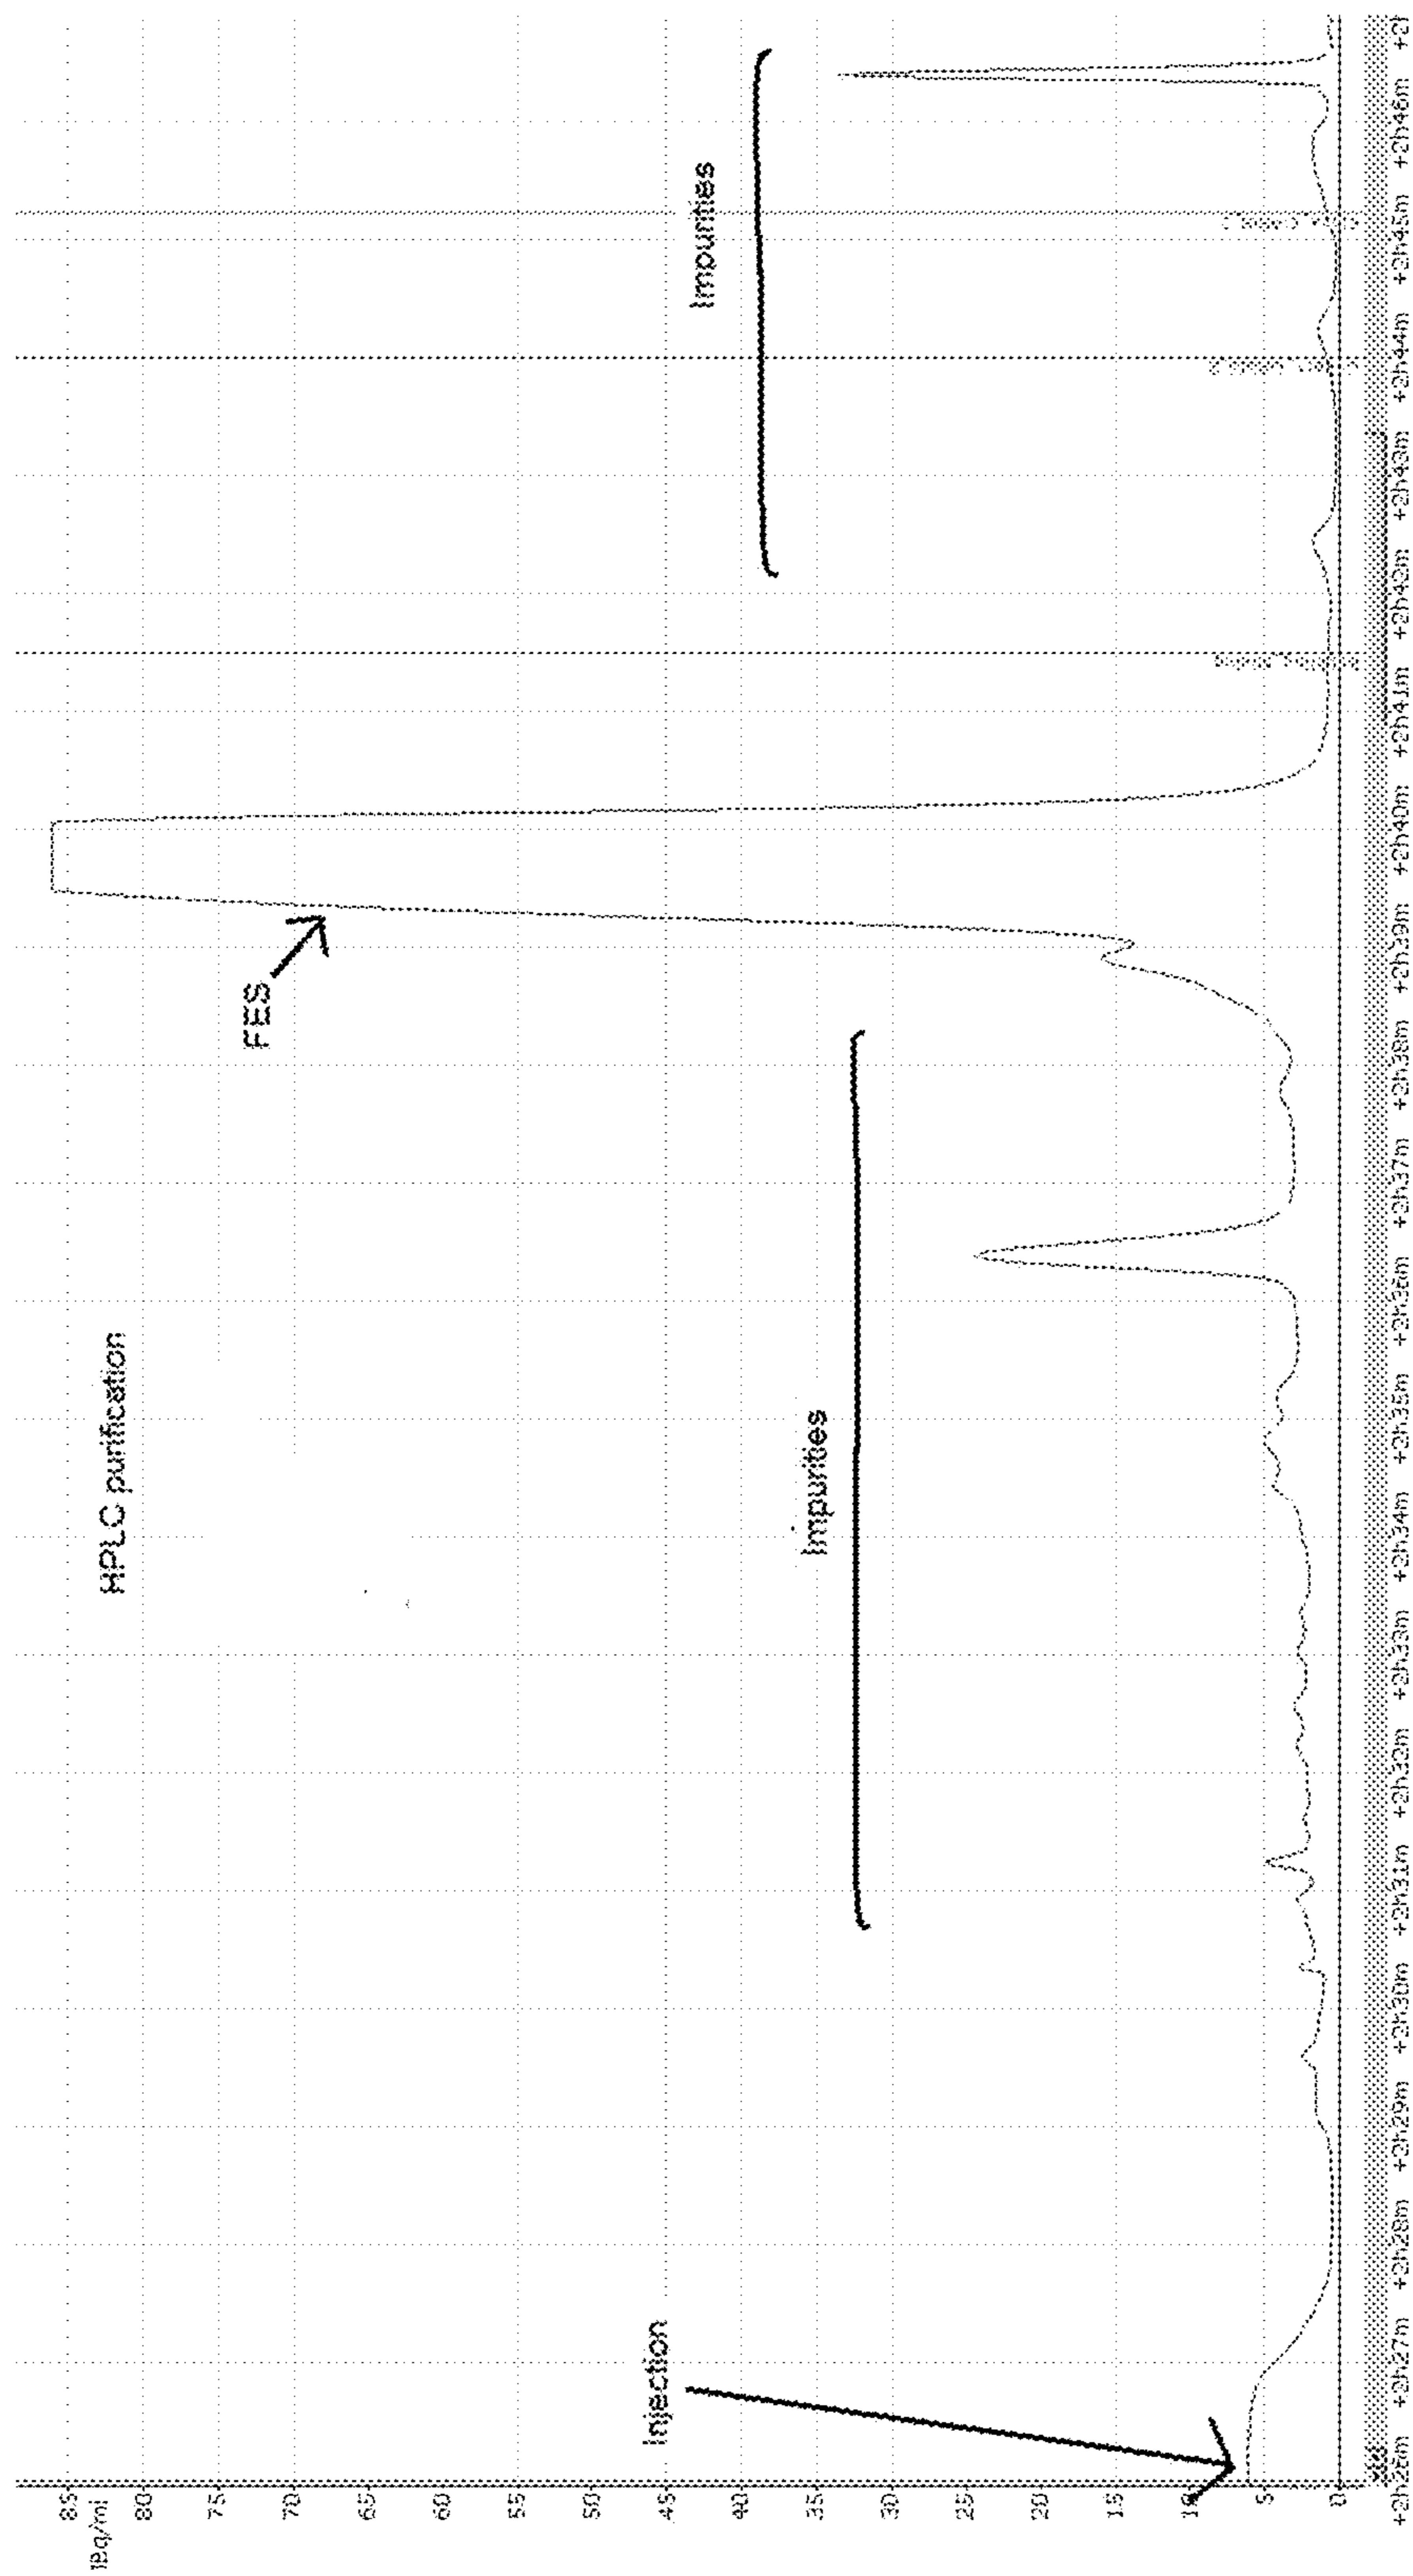 HPLC purification
Impurities
FES
Impurities
Injection
85
80
75
70
65
60
55
50
45
40
35
30
25
20
15
10
5
0
+2h26m
+2h27m
+2h28m
+2h29m
+2h30m
+2h31m
+2h32m
+2h33m
+2h34m
+2h35m
+2h36m
+2h37m
+2h38m
+2h39m
+2h40m
+2h41m
+2h42m
+2h43m
+2h44m
+2h45m
+2h46m